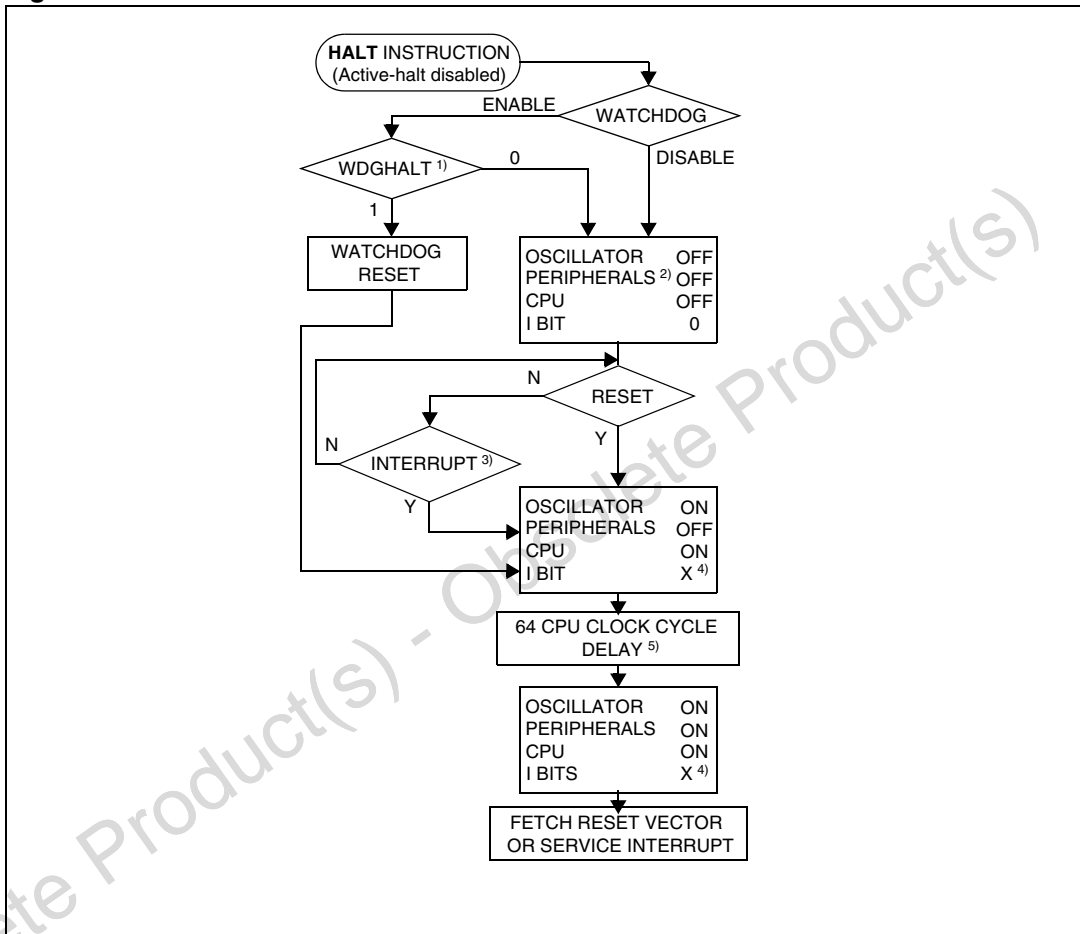 HALT INSTRUCTION
(Active-halt disabled)
ENABLE
WATCHDOG
DISABLE
WDGHALT 1)
0
1
WATCHDOG
RESET
OSCILLATOR OFF
PERIPHERALS 2) OFF
CPU OFF
I BIT 0
N
RESET
Y
N
INTERRUPT 3)
Y
OSCILLATOR ON
PERIPHERALS OFF
CPU ON
I BIT X 4)
64 CPU CLOCK CYCLE
DELAY 5)
OSCILLATOR ON
PERIPHERALS ON
CPU ON
I BITS X 4)
FETCH RESET VECTOR
OR SERVICE INTERRUPT
ete Product(s) - Obsolete Product(s)